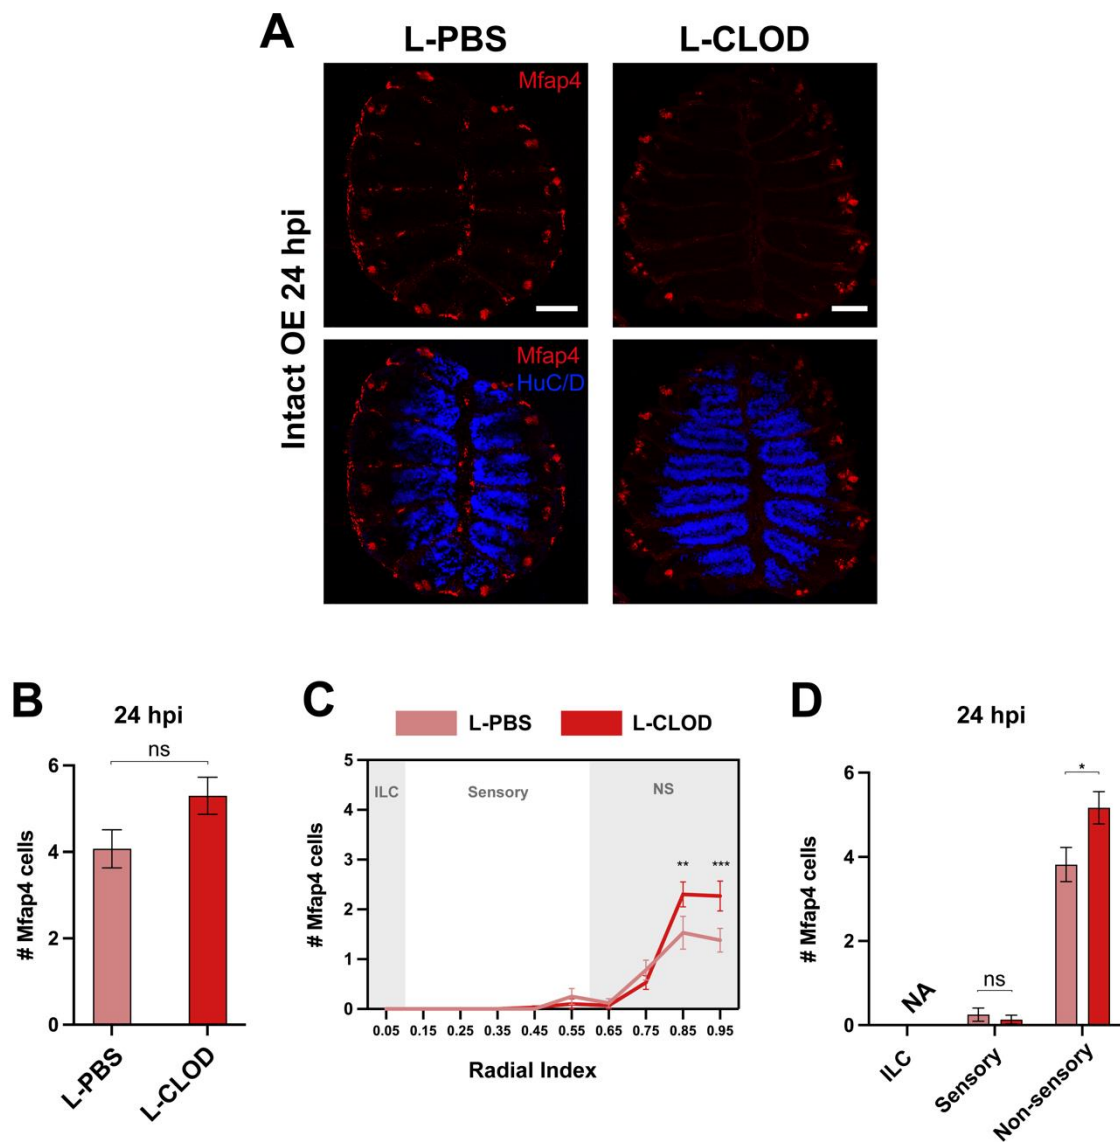 A
L-PBS
L-CLOD
Intact OE 24 hpi
Mfap4
Mfap4
HuC/D
B
24 hpi
ns
# Mfap4 cells
6
4
2
0
L-PBS
L-CLOD
C
L-PBS
L-CLOD
# Mfap4 cells
5
4
3
2
1
0
ILC
Sensory
NS
** ***
0.05 0.15 0.25 0.35 0.45 0.55 0.65 0.75 0.85 0.95
Radial Index
D
24 hpi
# Mfap4 cells
6
4
2
0
NA
ns
*
ILC
Sensory
Non-sensory